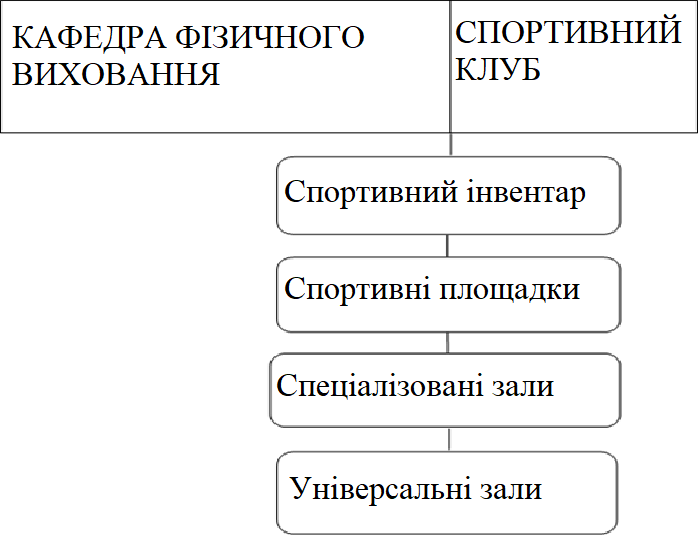 КАФЕДРА ФІЗИЧНОГО
ВИХОВАННЯ
СПОРТИВНИЙ
КЛУБ
Спортивний інвентар
Спортивні площадки
Спеціалізовані зали
Універсальні зали